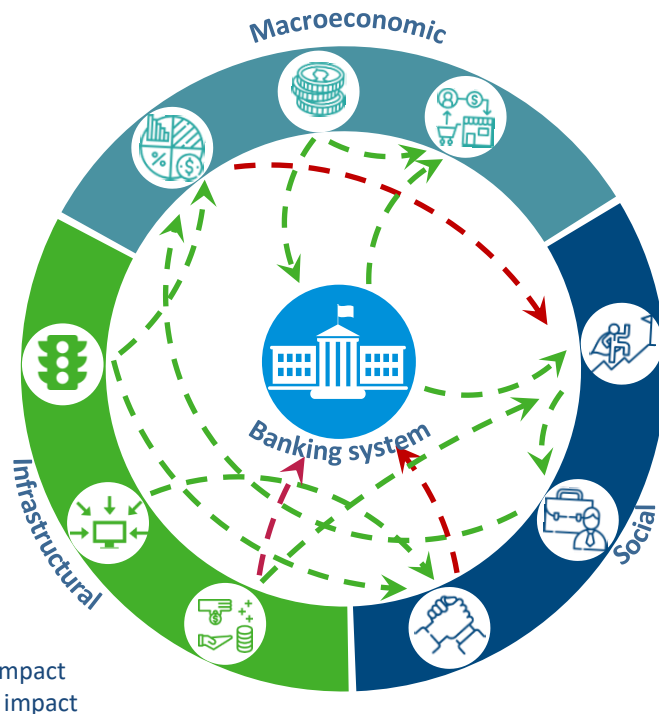 Macroeconomic
Banking system
Infrastructural
Social
impact
impact